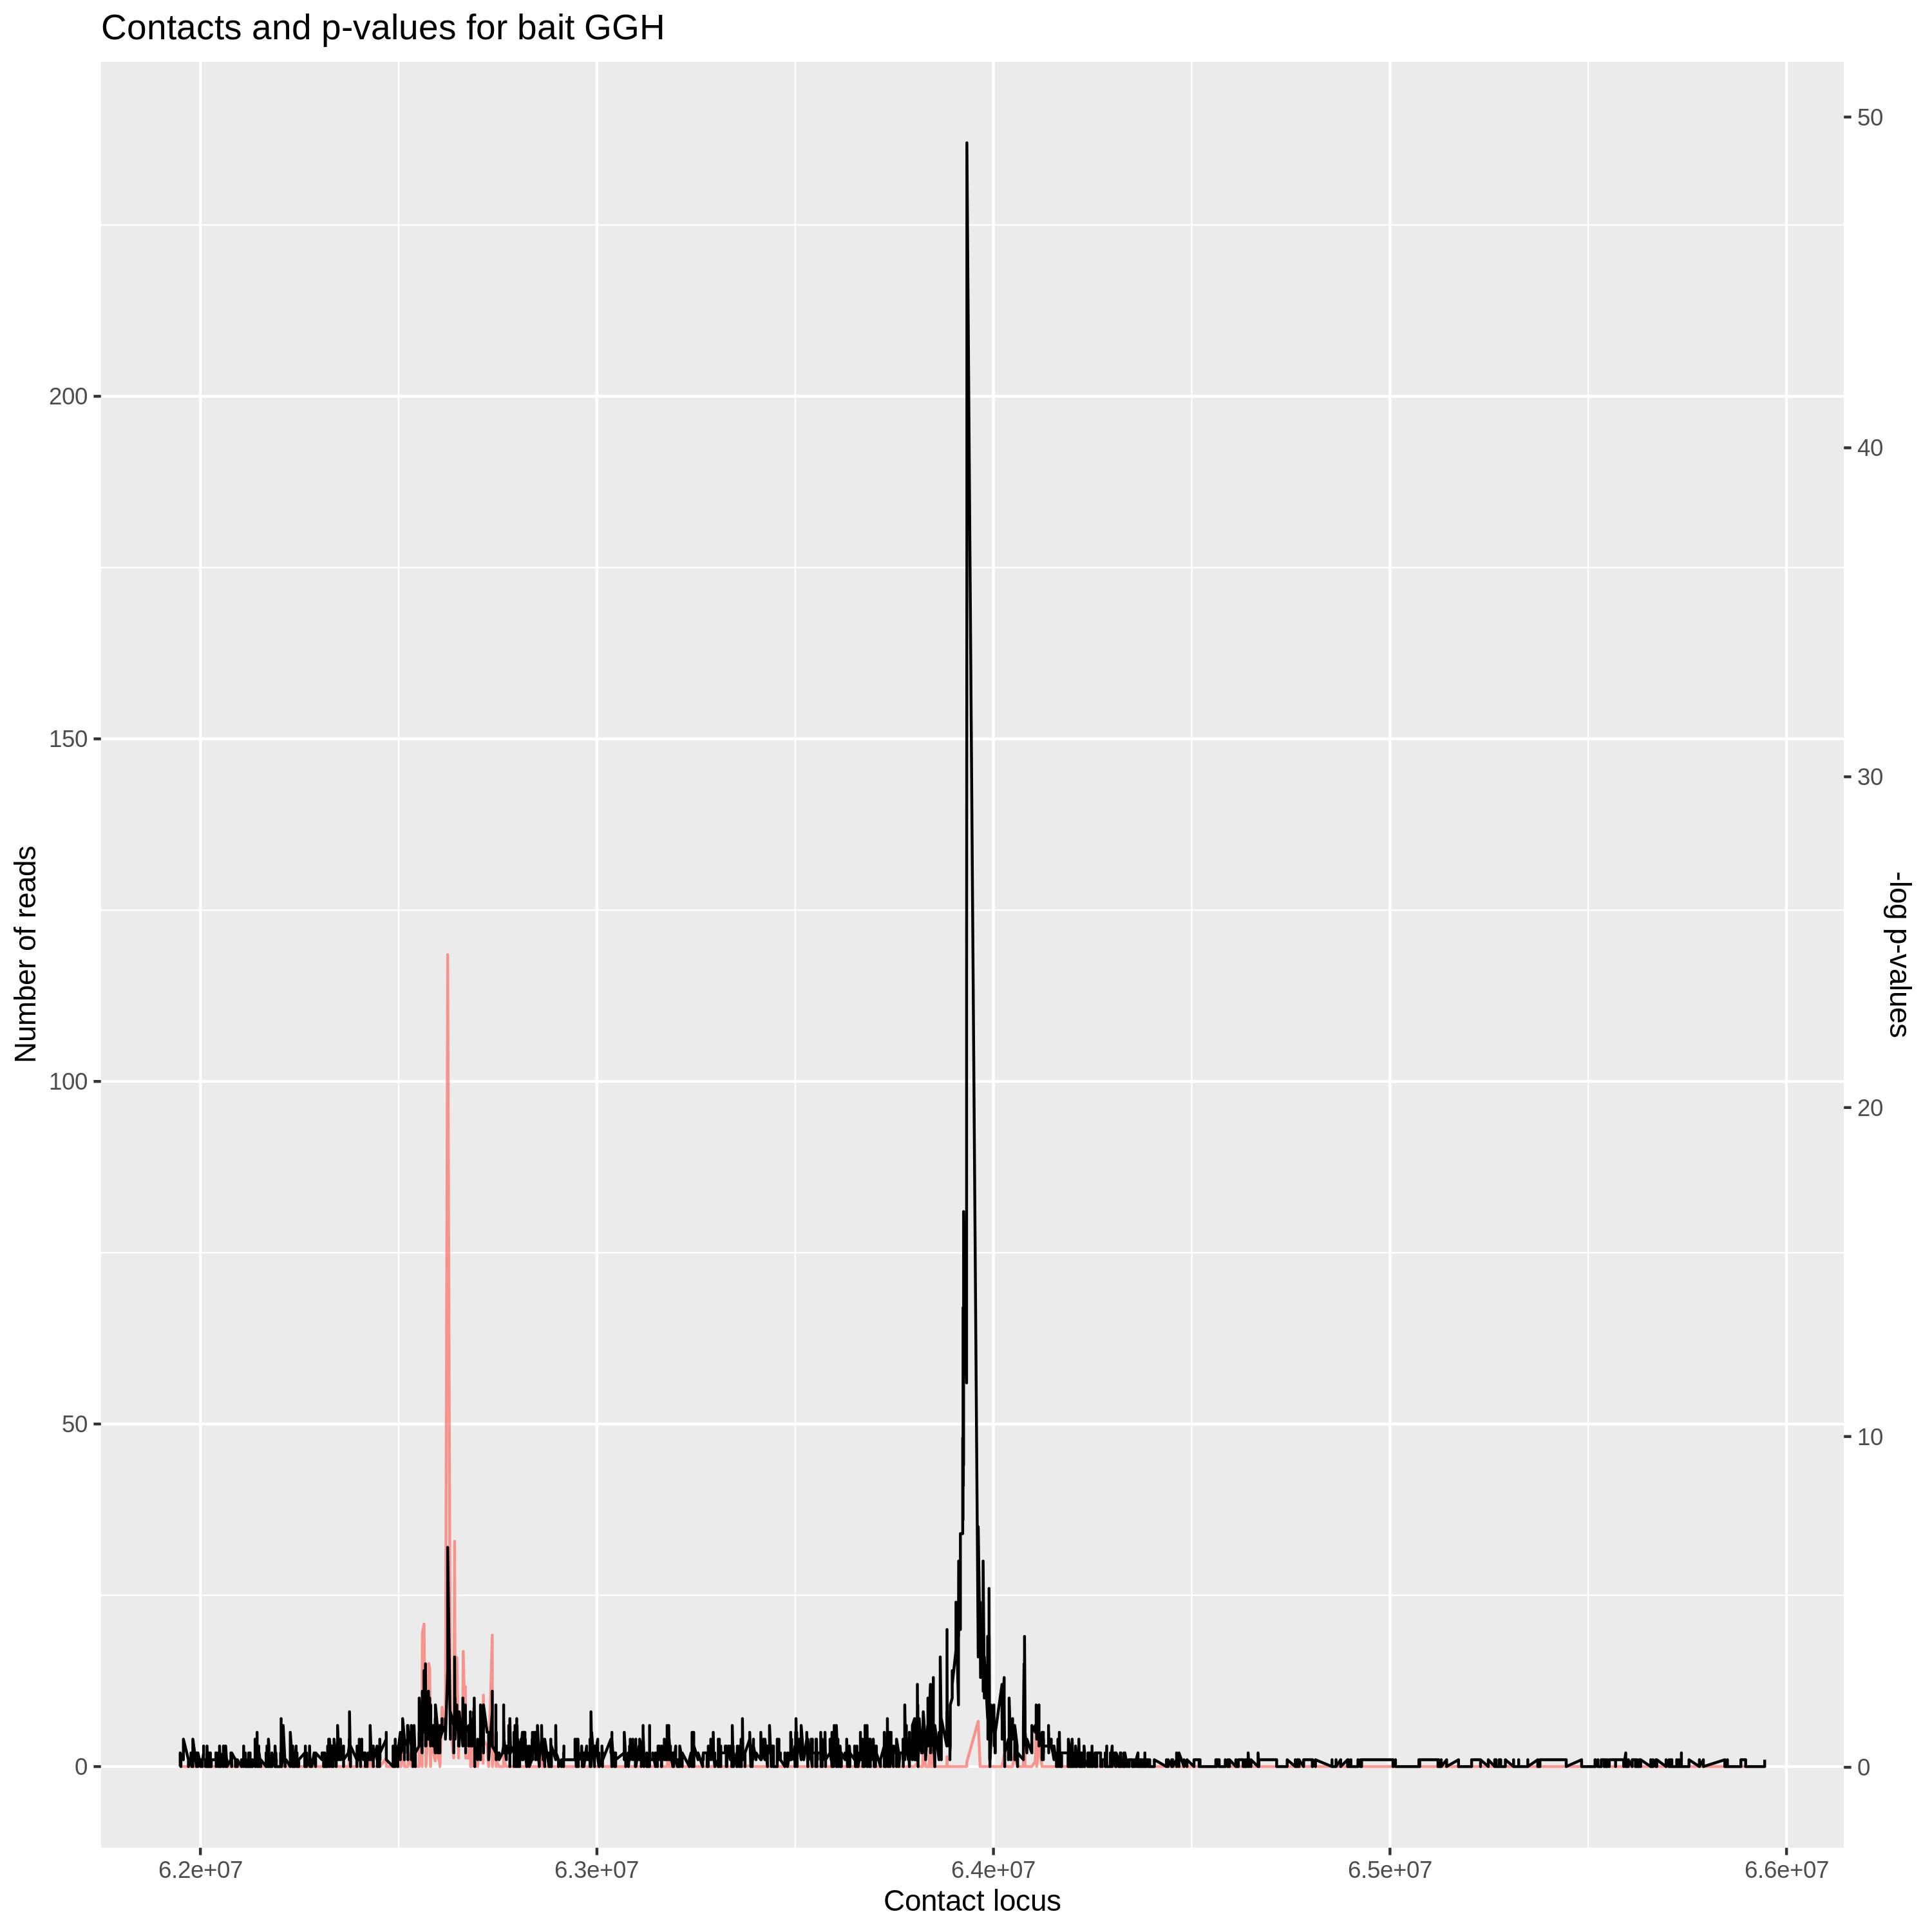 Contacts and p-values for bait GGH
Number of reads
200
150
100
50
0
50
40
30
20
10
0
-log p-values
6.2e+07 6.3e+07 6.4e+07 6.5e+07 6.6e+07
Contact locus